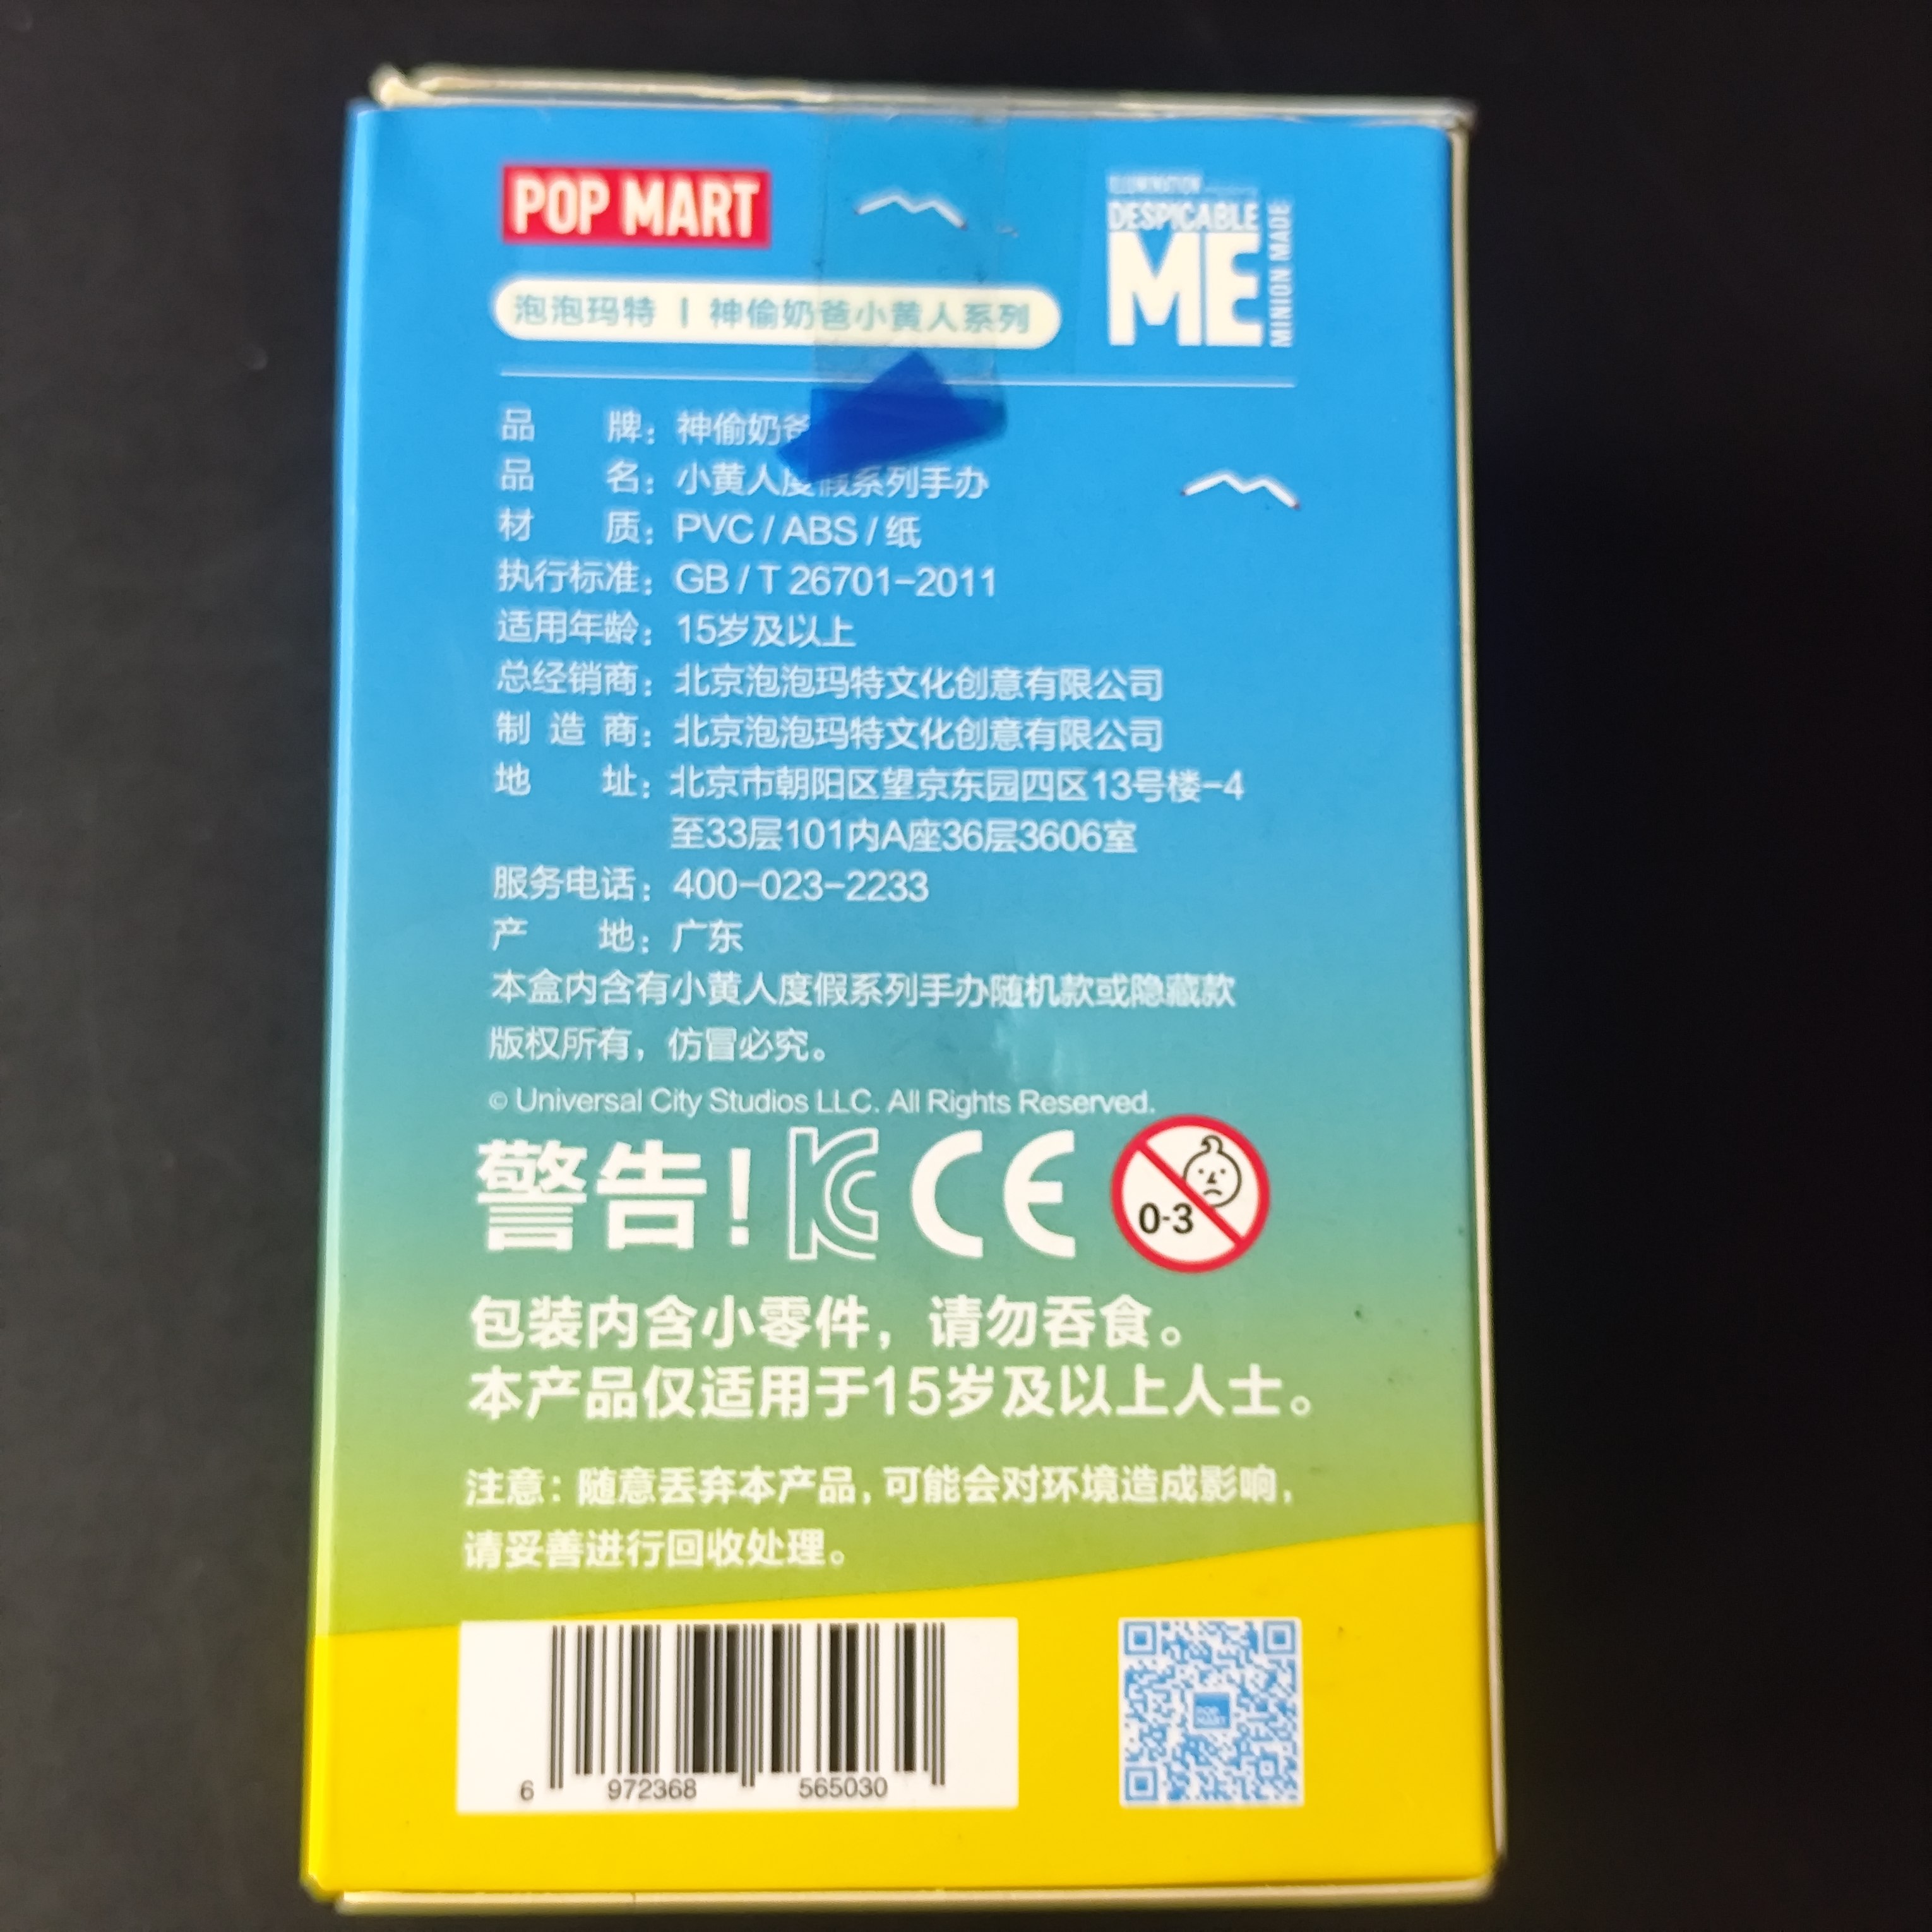 POP MART
ILLUMINATION
DESPICABLE
ME
MINION MADE
泡泡玛特 | 神偷奶爸小黄人系列
品 牌：神偷奶爸
品 名：小黄人度假系列手办
材 质：PVC / ABS / 纸
执行标准：GB / T 26701-2011
适用年龄：15岁及以上
总经销商：北京泡泡玛特文化创意有限公司
制 造 商：北京泡泡玛特文化创意有限公司
地 址：北京市朝阳区望京东园四区13号楼-4
至33层101内A座36层3606室
服务电话：400-023-2233
产 地：广东
本盒内含有小黄人度假系列手办随机款或隐藏款
版权所有，仿冒必究。
© Universal City Studios LLC. All Rights Reserved.
警告! KC CE 0-3
包装内含小零件，请勿吞食。
本产品仅适用于15岁及以上人士。
注意：随意丢弃本产品，可能会对环境造成影响，
请妥善进行回收处理。
6 972368 565030
POP MART